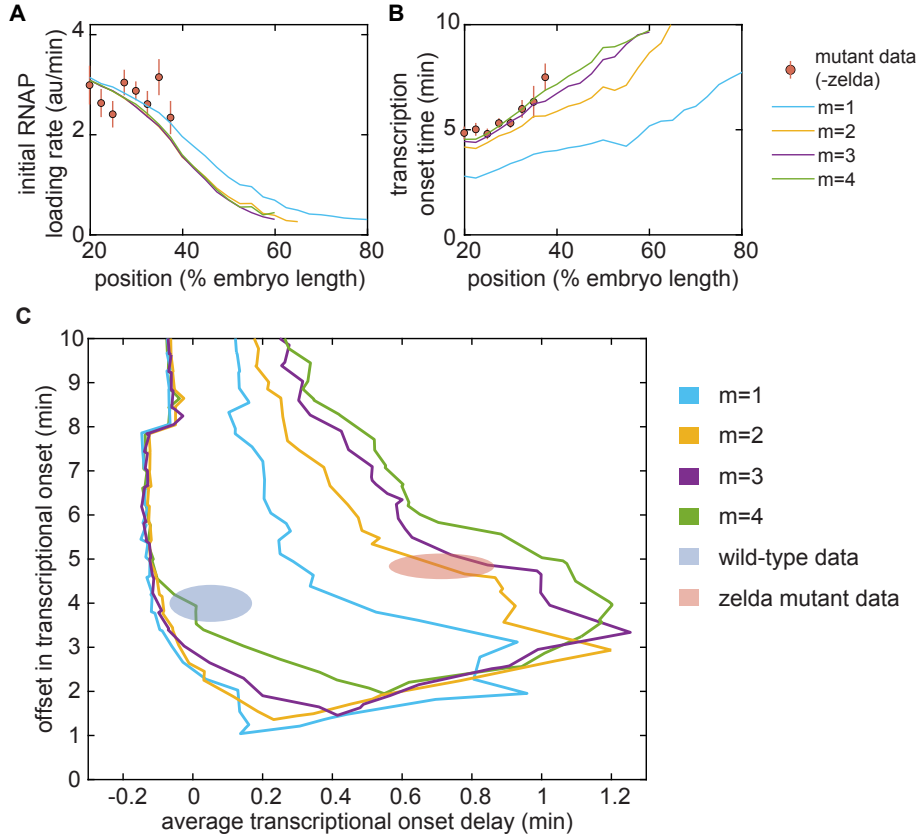 A
initial RNAP
loading rate (au/min)
4
2
0
20
40
60
80
position (% embryo length)
B
transcription
onset time (min)
10
5
0
20
40
60
80
position (% embryo length)
mutant data
(-zelda)
m=1
m=2
m=3
m=4
C
offset in transcriptional onset (min)
10
9
8
7
6
5
4
3
2
1
0
-0.2
0
0.2
0.4
0.6
0.8
1
1.2
average transcriptional onset delay (min)
m=1
m=2
m=3
m=4
wild-type data
zelda mutant data